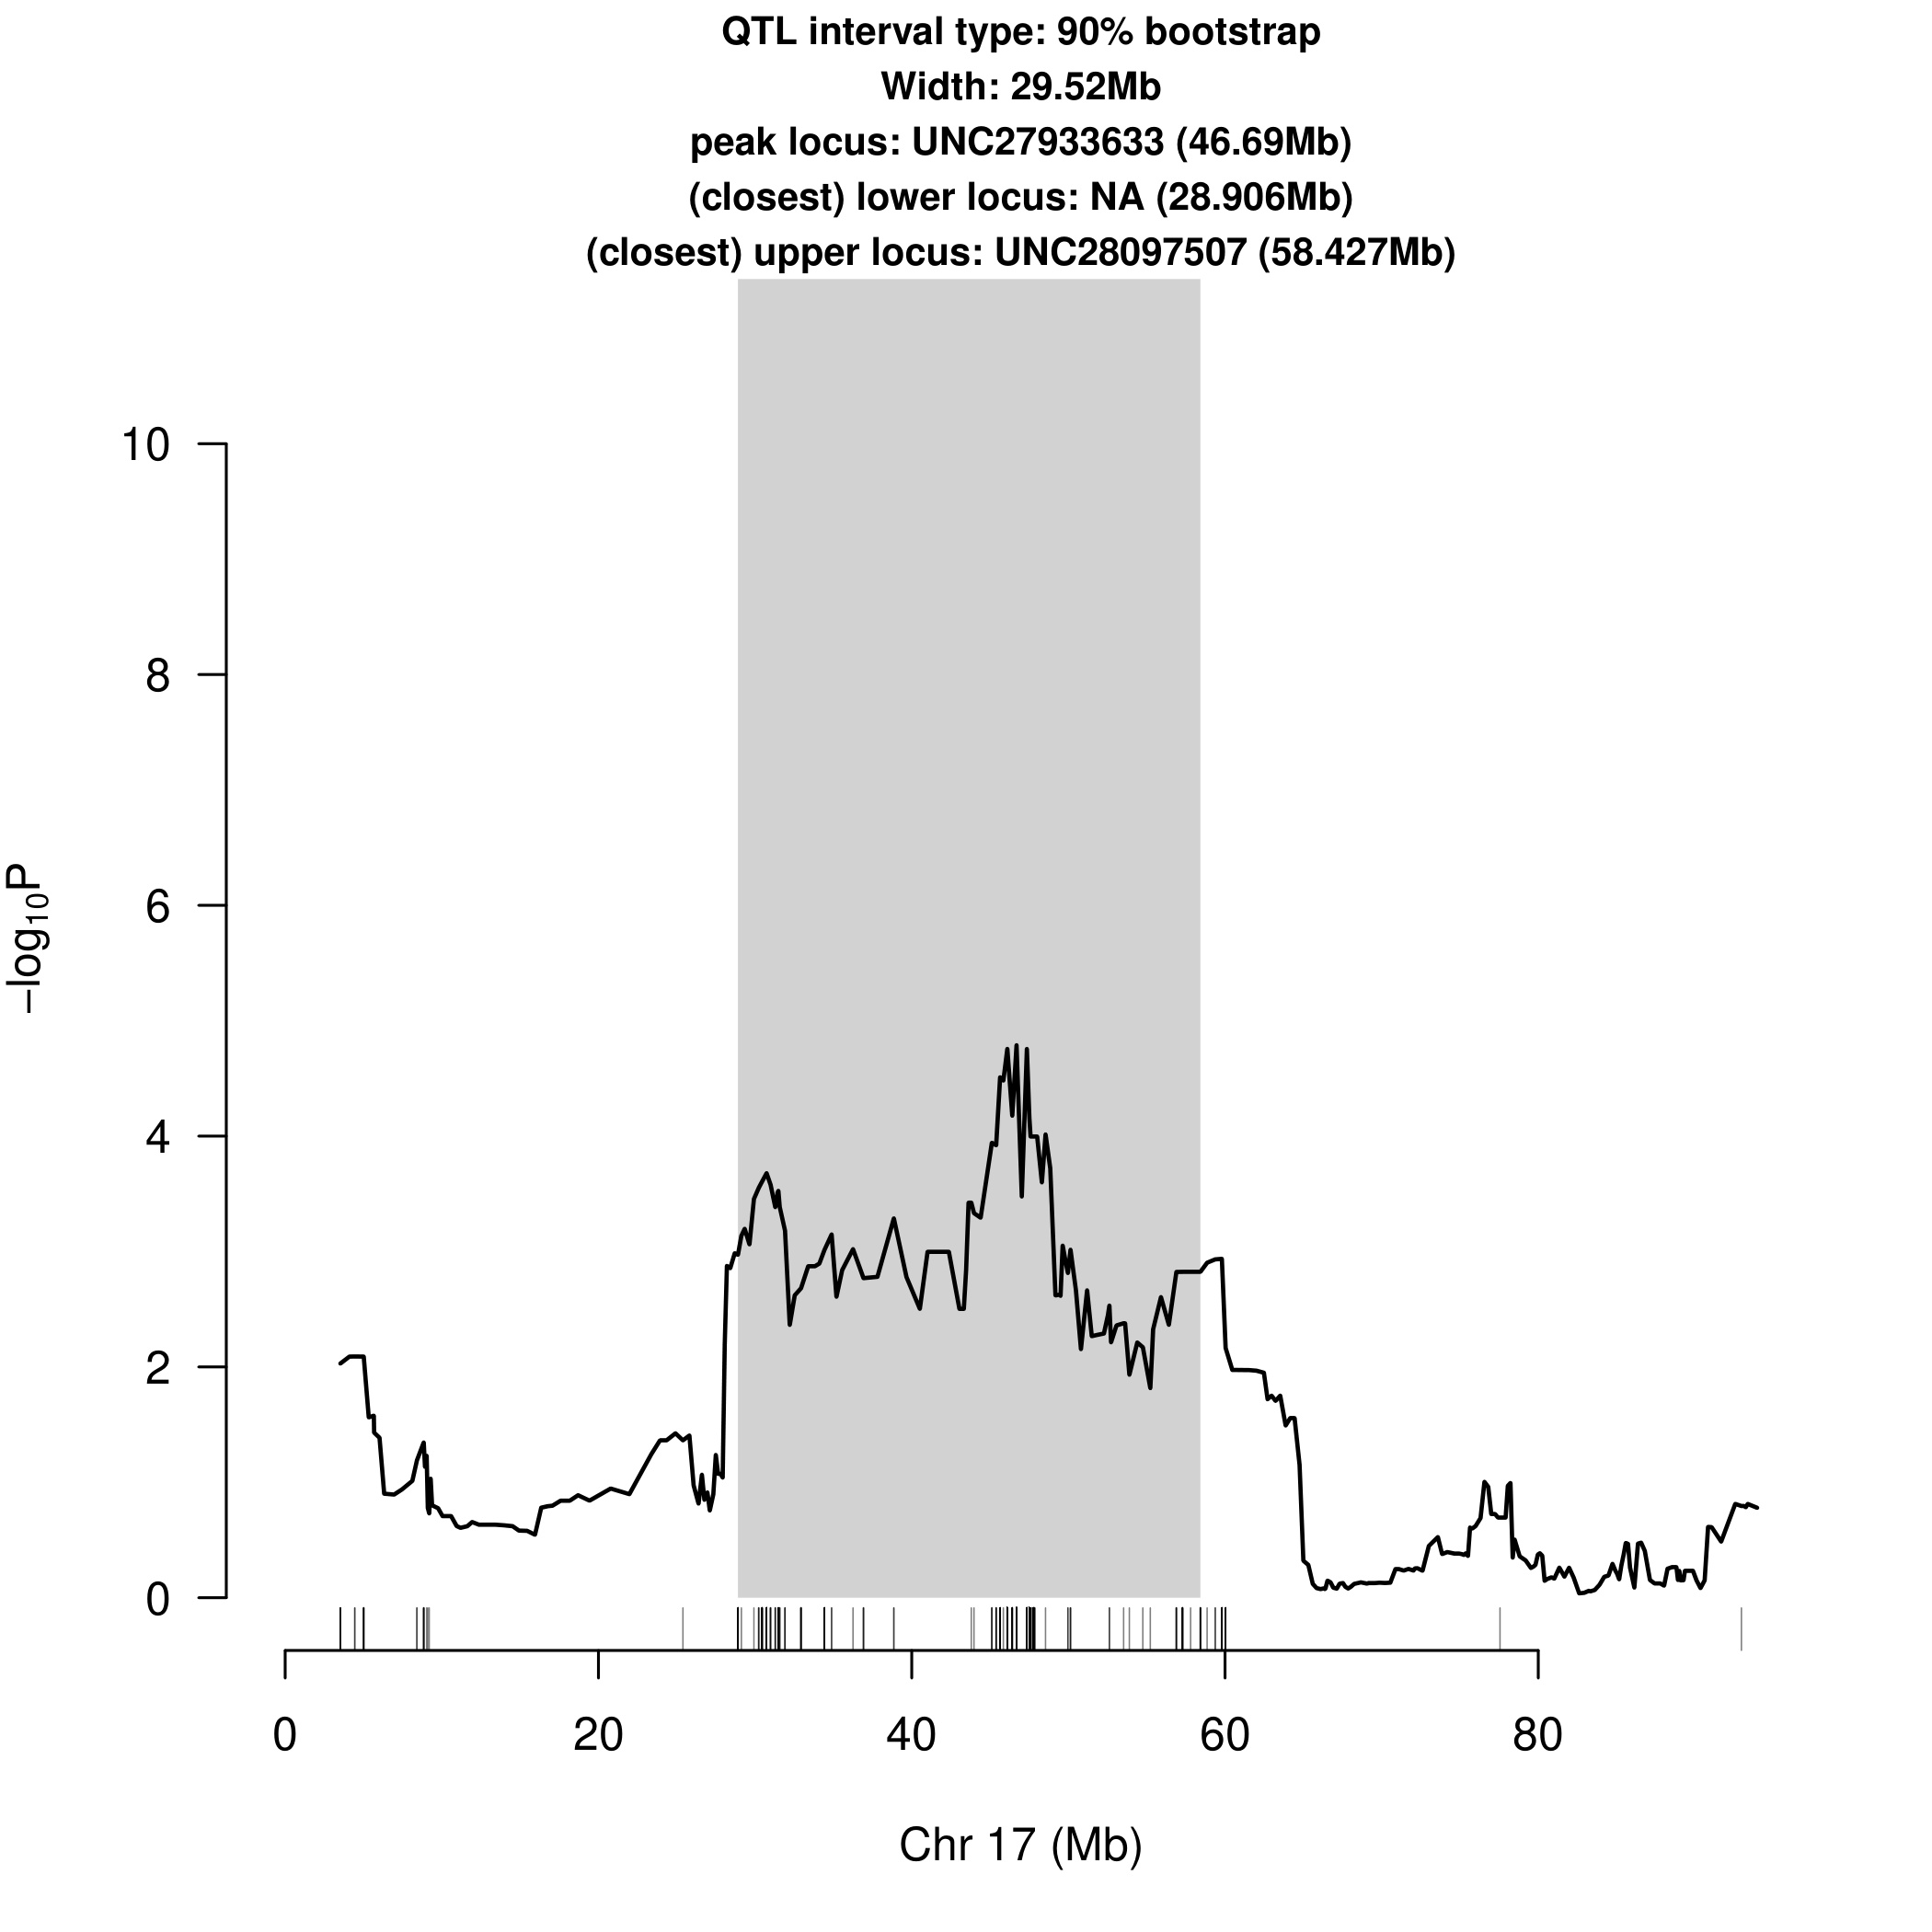 QTL interval type: 90% bootstrap
Width: 29.52Mb
peak locus: UNC27933633 (46.69Mb)
(closest) lower locus: NA (28.906Mb)
(closest) upper locus: UNC28097507 (58.427Mb)
10
8
6
4
2
0
−log10P
0 20 40 60 80
Chr 17 (Mb)